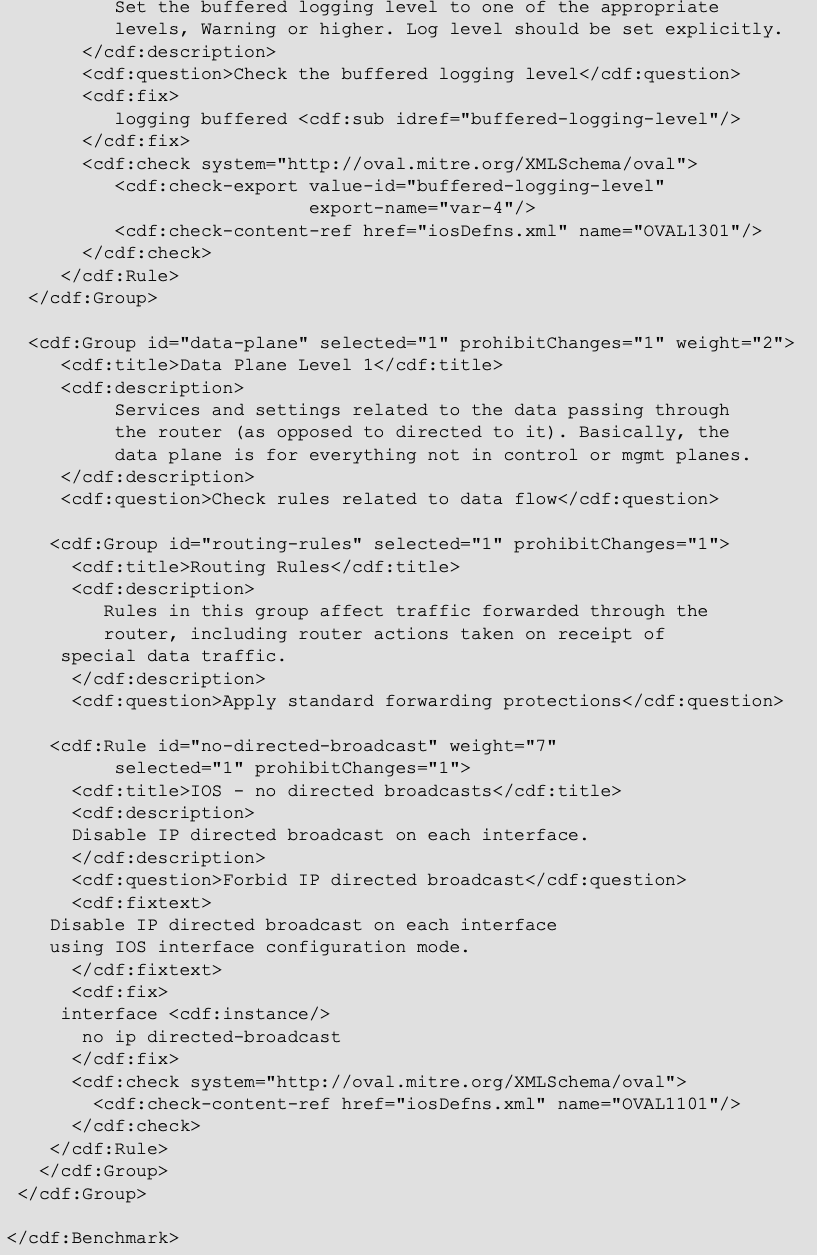 Set the buffered logging level to one of the appropriate
levels, Warning or higher. Log level should be set explicitly.
</cdf:description>
<cdf:question>Check the buffered logging level</cdf:question>
<cdf:fix>
logging buffered <cdf:sub idref="buffered-logging-level"/>
</cdf:fix>
<cdf:check system="http://oval.mitre.org/XMLSchema/oval">
<cdf:check-export value-id="buffered-logging-level"
export-name="var-4"/>
<cdf:check-content-ref href="iosDefns.xml" name="OVAL1301"/>
</cdf:check>
</cdf:Rule>
</cdf:Group>
<cdf:Group id="data-plane" selected="1" prohibitChanges="1" weight="2">
<cdf:title>Data Plane Level 1</cdf:title>
<cdf:description>
Services and settings related to the data passing through
the router (as opposed to directed to it). Basically, the
data plane is for everything not in control or mgmt planes.
</cdf:description>
<cdf:question>Check rules related to data flow</cdf:question>
<cdf:Group id="routing-rules" selected="1" prohibitChanges="1">
<cdf:title>Routing Rules</cdf:title>
<cdf:description>
Rules in this group affect traffic forwarded through the
router, including router actions taken on receipt of
special data traffic.
</cdf:description>
<cdf:question>Apply standard forwarding protections</cdf:question>
<cdf:Rule id="no-directed-broadcast" weight="7"
selected="1" prohibitChanges="1">
<cdf:title>IOS - no directed broadcasts</cdf:title>
<cdf:description>
Disable IP directed broadcast on each interface.
</cdf:description>
<cdf:question>Forbid IP directed broadcast</cdf:question>
<cdf:fixtext>
Disable IP directed broadcast on each interface
using IOS interface configuration mode.
</cdf:fixtext>
<cdf:fix>
interface <cdf:instance/>
no ip directed-broadcast
</cdf:fix>
<cdf:check system="http://oval.mitre.org/XMLSchema/oval">
<cdf:check-content-ref href="iosDefns.xml" name="OVAL1101"/>
</cdf:check>
</cdf:Rule>
</cdf:Group>
</cdf:Group>
</cdf:Benchmark>